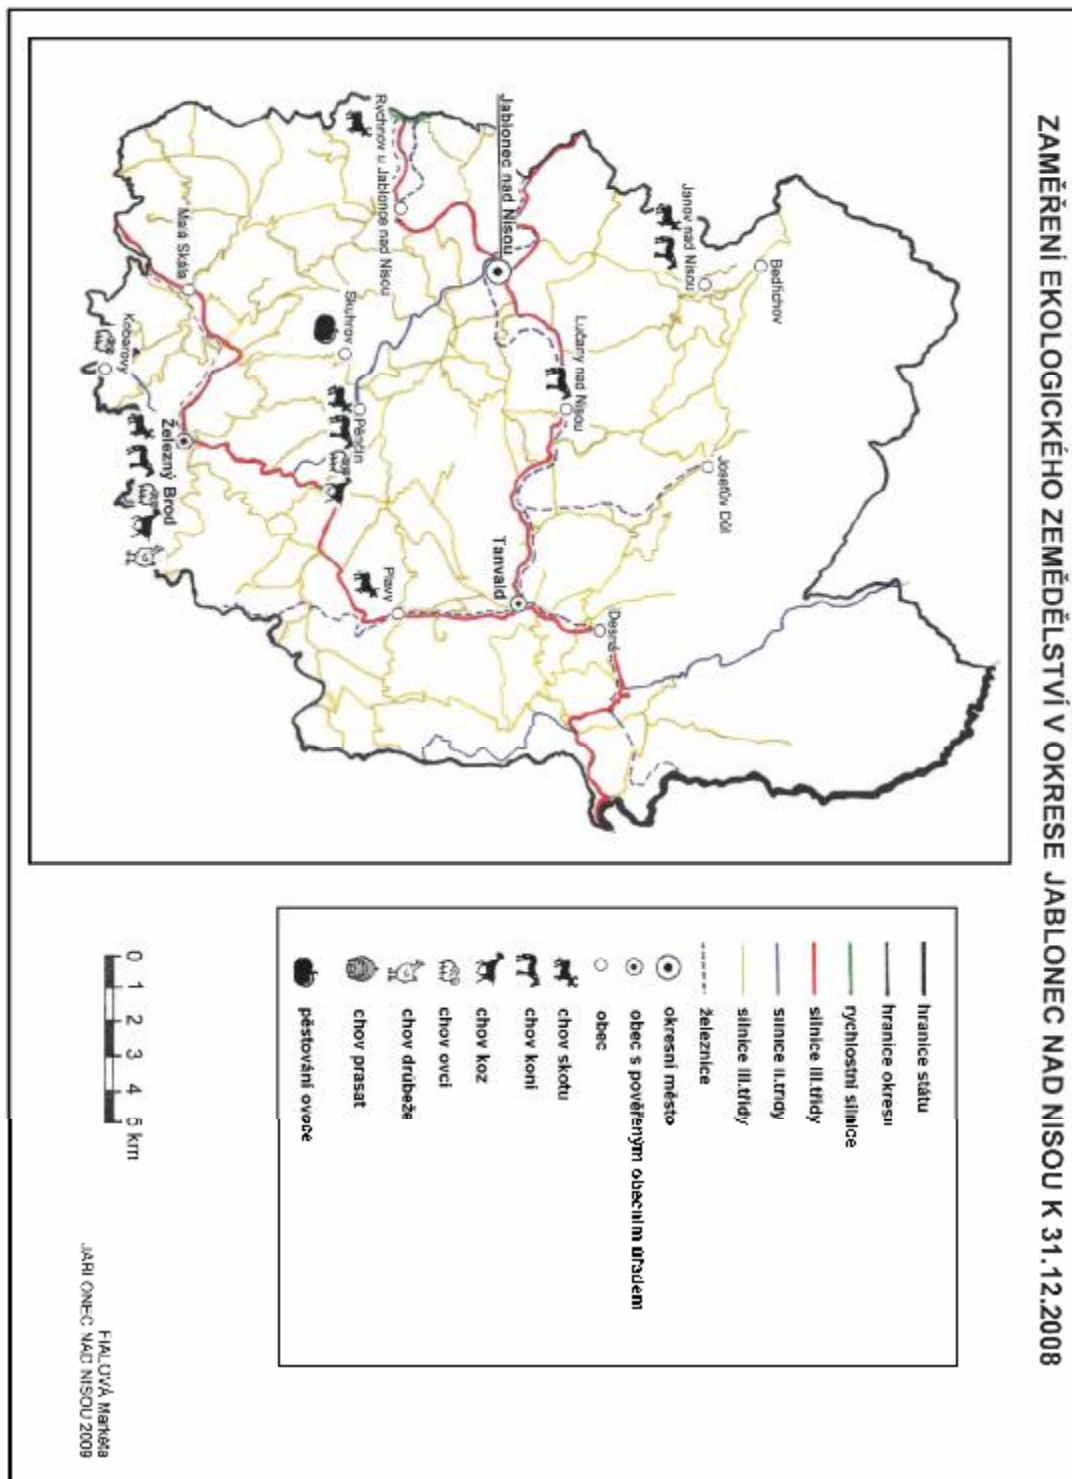 ZAMĚŘENÍ EKOLOGICKÉHO ZEMĚDĚLSTVÍ V OKRESE JABLONEC NAD NISOU K 31.12.2008
Bedřichov
Janov nad Nisou
Josefův Důl
Lučany nad Nisou
Desná
Jablonec nad Nisou
Tanvald
Rychnov u Jablonce nad Nisou
Plavy
Skuhrov
Pěnčín
Malá Skála
Železný Brod
Koberovy
hranice státu
hranice okresu
rychlostní silnice
silnice III.třídy
silnice II.třídy
silnice III.třídy
železnice
okresní město
obec s pověřeným obecním úřadem
obec
chov skotu
chov koní
chov koz
chov ovcí
chov drůbeže
chov prasat
pěstování ovoce
0 1 2 3 4 5 km
FIALOVÁ Markéta
JABLONEC NAD NISOU 2009